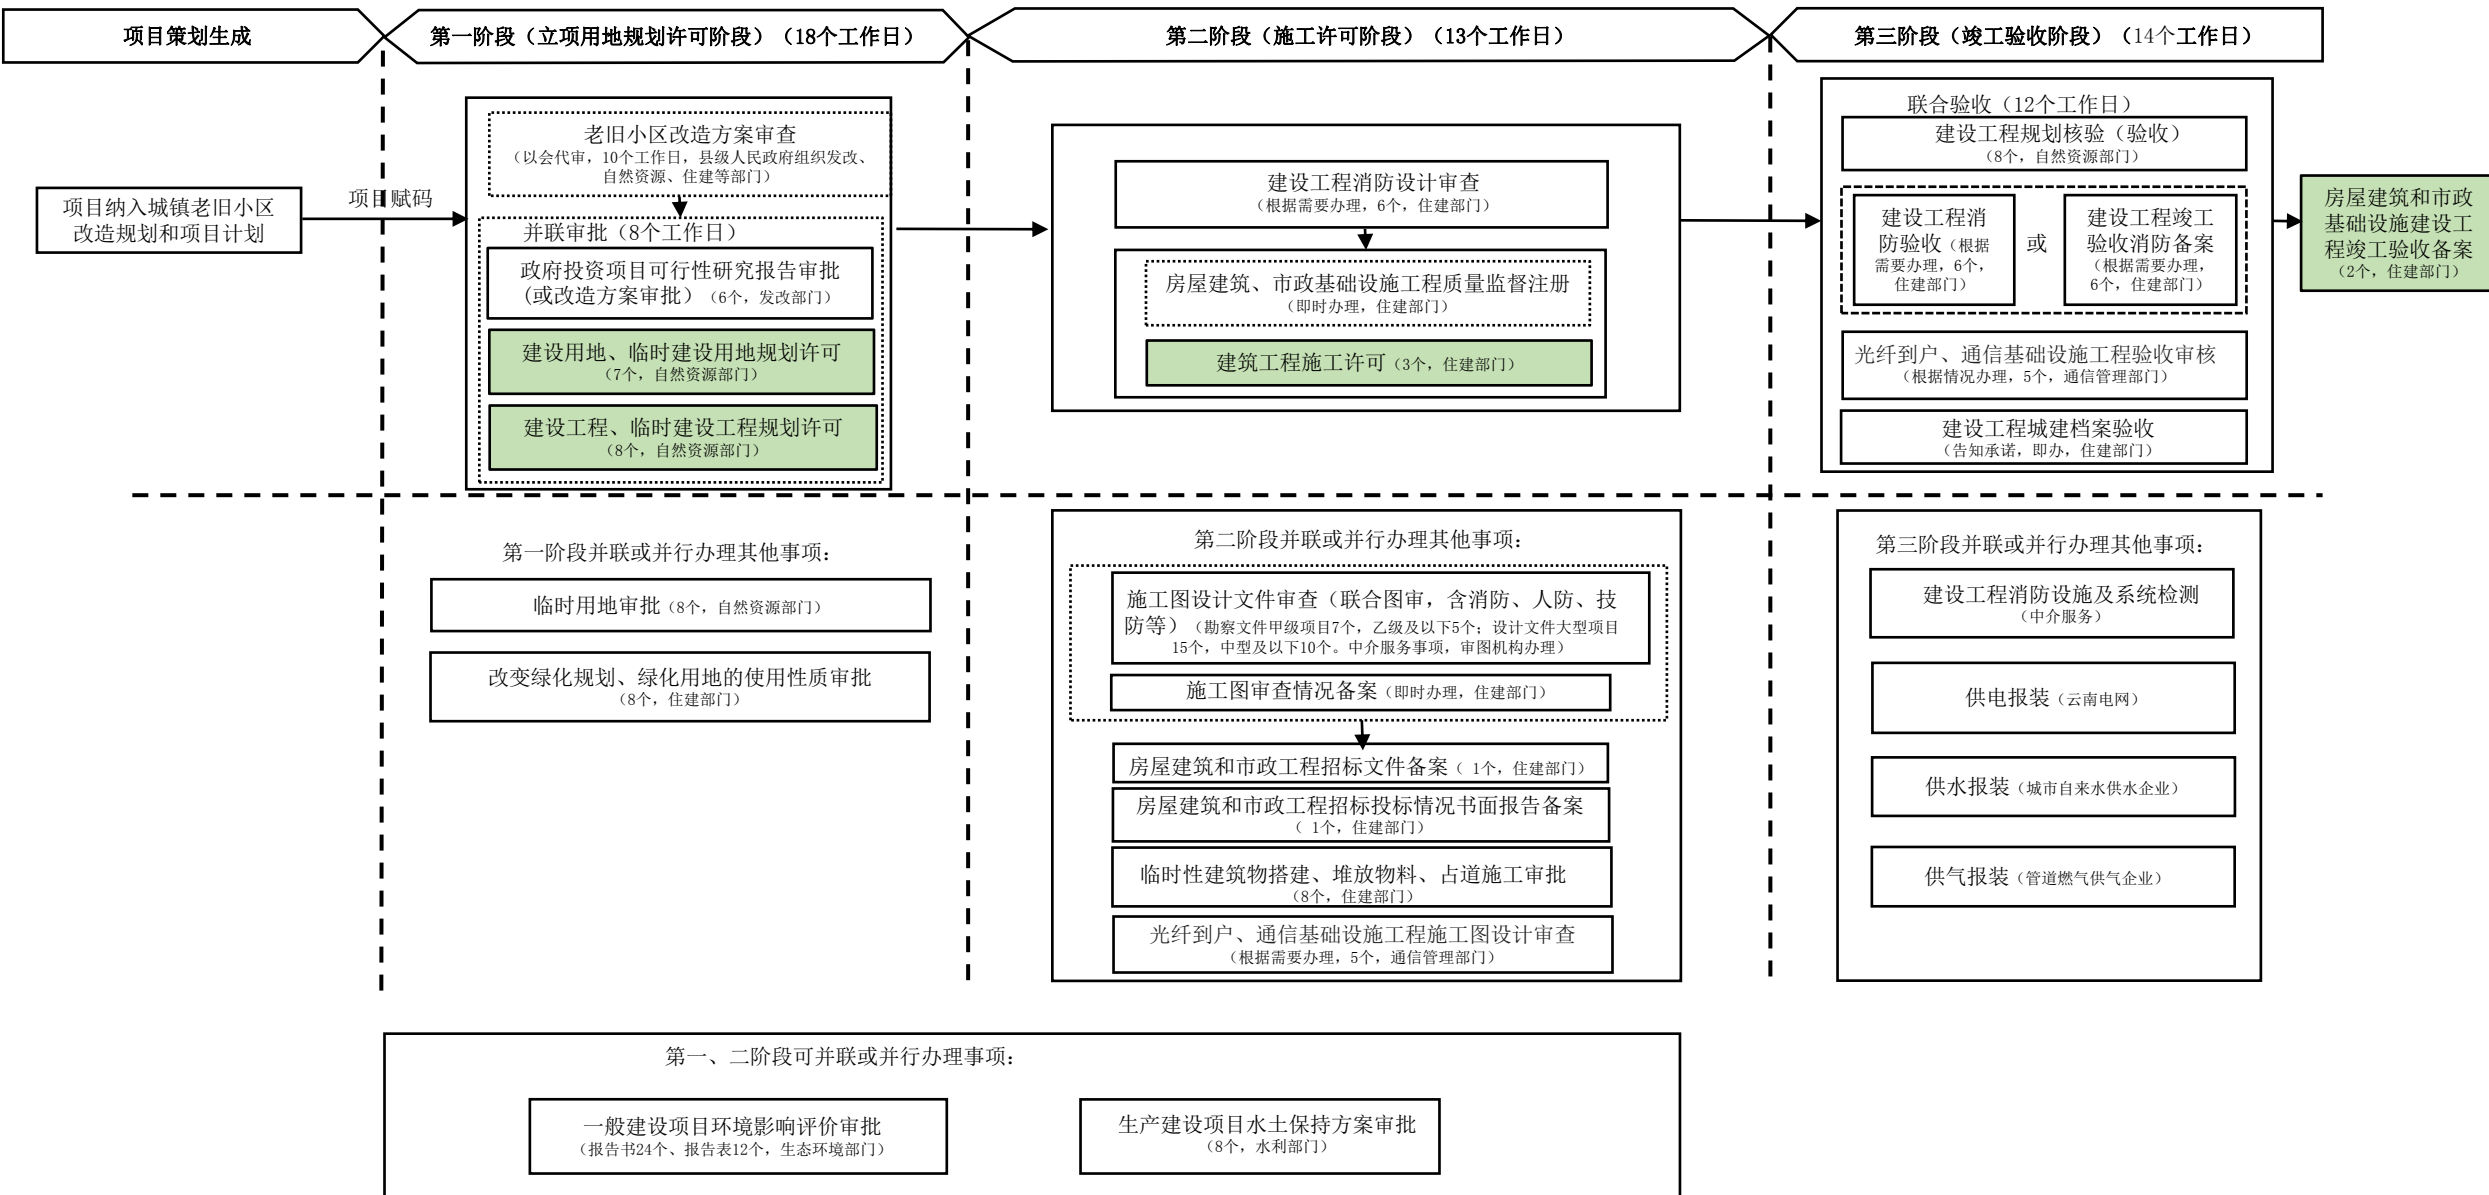 项目策划生成
第一阶段（立项用地规划许可阶段）（18个工作日）
第二阶段（施工许可阶段）（13个工作日）
第三阶段（竣工验收阶段）（14个工作日）
项目纳入城镇老旧小区
改造规划和项目计划
项目赋码
老旧小区改造方案审查
（以会代审，10个工作日，县级人民政府组织发改、
自然资源、住建等部门）
并联审批（8个工作日）
政府投资项目可行性研究报告审批
(或改造方案审批）（6个，发改部门）
建设用地、临时建设用地规划许可
（7个，自然资源部门）
建设工程、临时建设工程规划许可
（8个，自然资源部门）
建设工程消防设计审查
（根据需要办理，6个，住建部门）
房屋建筑、市政基础设施工程质量监督注册
（即时办理，住建部门）
建筑工程施工许可（3个，住建部门）
联合验收（12个工作日）
建设工程规划核验（验收）
（8个，自然资源部门）
建设工程消
防验收（根据
需要办理，6个，
住建部门）
或
建设工程竣工
验收消防备案
（根据需要办理，
6个，住建部门）
光纤到户、通信基础设施工程验收审核
（根据情况办理，5个，通信管理部门）
建设工程城建档案验收
（告知承诺，即办，住建部门）
房屋建筑和市政
基础设施建设工
程竣工验收备案
（2个，住建部门）
第一阶段并联或并行办理其他事项：
临时用地审批（8个，自然资源部门）
改变绿化规划、绿化用地的使用性质审批
（8个，住建部门）
第二阶段并联或并行办理其他事项：
施工图设计文件审查（联合图审，含消防、人防、技
防等）（勘察文件甲级项目7个，乙级及以下5个；设计文件大型项目
15个，中型及以下10个。中介服务事项，审图机构办理）
施工图审查情况备案（即时办理，住建部门）
房屋建筑和市政工程招标文件备案（ 1个，住建部门）
房屋建筑和市政工程招标投标情况书面报告备案
（ 1个，住建部门）
临时性建筑物搭建、堆放物料、占道施工审批
（8个，住建部门）
光纤到户、通信基础设施工程施工图设计审查
（根据需要办理，5个，通信管理部门）
第三阶段并联或并行办理其他事项：
建设工程消防设施及系统检测
（中介服务）
供电报装（云南电网）
供水报装（城市自来水供水企业）
供气报装（管道燃气供气企业）
第一、二阶段可并联或并行办理事项：
一般建设项目环境影响评价审批
（报告书24个、报告表12个，生态环境部门）
生产建设项目水土保持方案审批
（8个，水利部门）